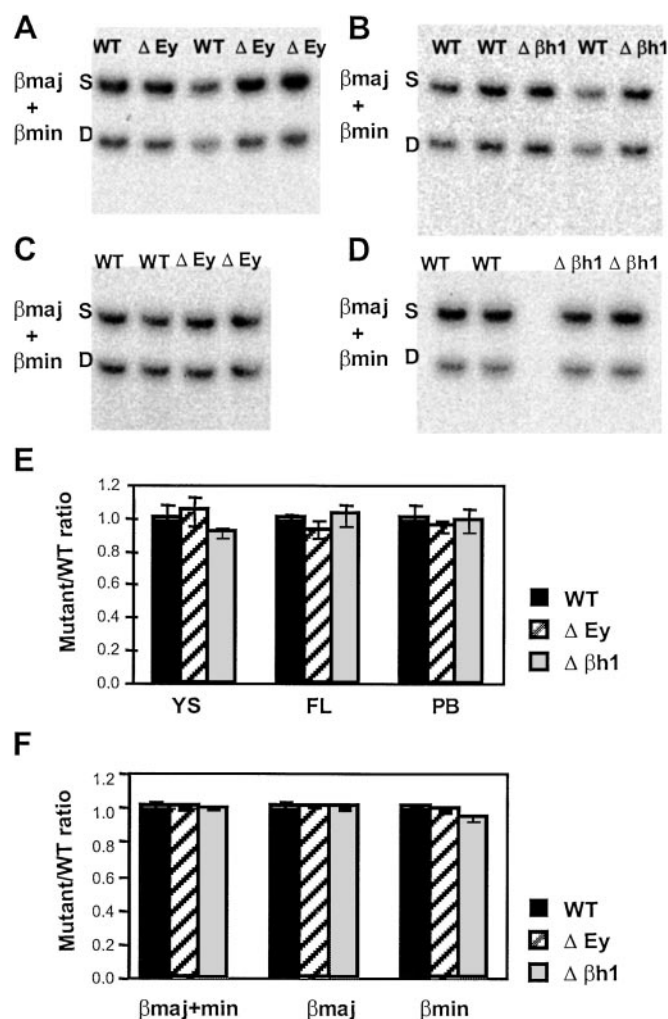 A
WT Δ Ey WT Δ Ey Δ Ey
βmaj S
+
βmin D
B
WT WT Δ βh1 WT Δ βh1
βmaj S
+
βmin D
C
WT WT Δ Ey Δ Ey
βmaj S
+
βmin D
D
WT WT Δ βh1 Δ βh1
βmaj S
+
βmin D
E
Mutant/WT ratio
1.2
1.0
0.8
0.6
0.4
0.2
0.0
YS FL PB
WT
Δ Ey
Δ βh1
F
Mutant/WT ratio
1.2
1.0
0.8
0.6
0.4
0.2
0.0
βmaj+min βmaj βmin
WT
Δ Ey
Δ βh1